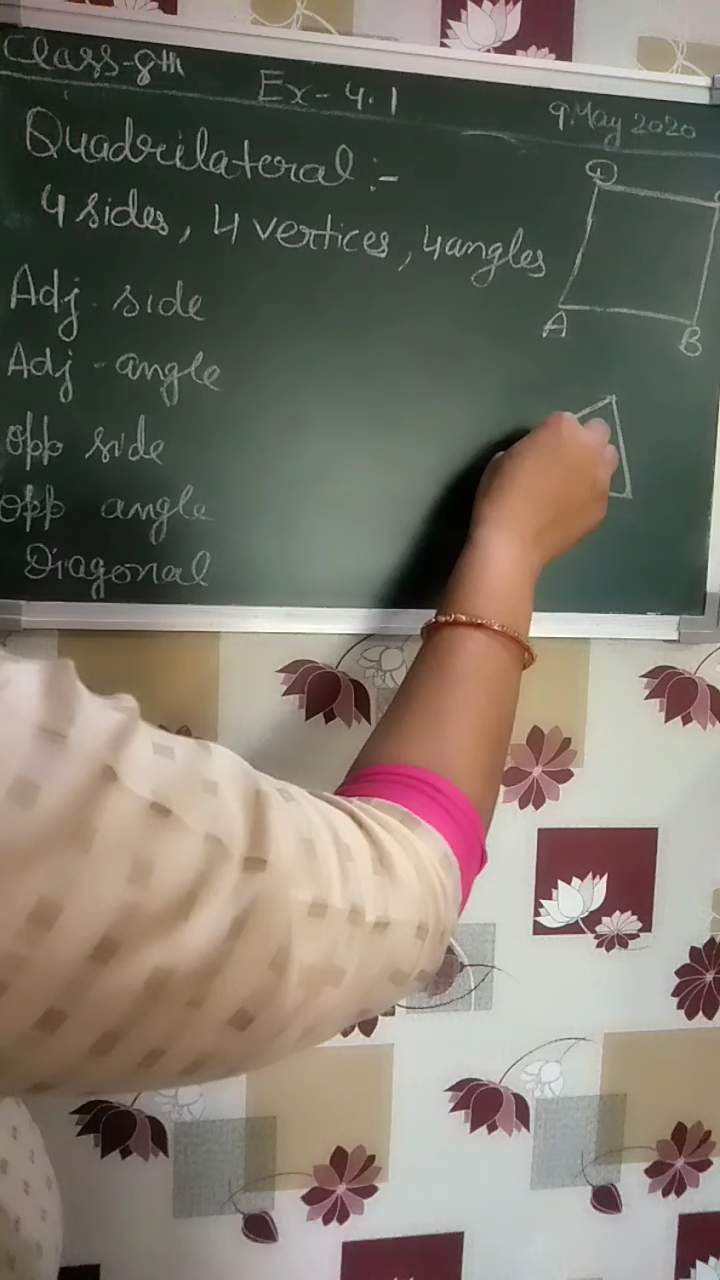 Class-8th
Ex-4.1
9 May 2020
Quadrilateral :-
4 sides, 4 vertices, 4 angles
D
A
B
Adj. side
Adj-angle
opp side
opp angle
Diagonal